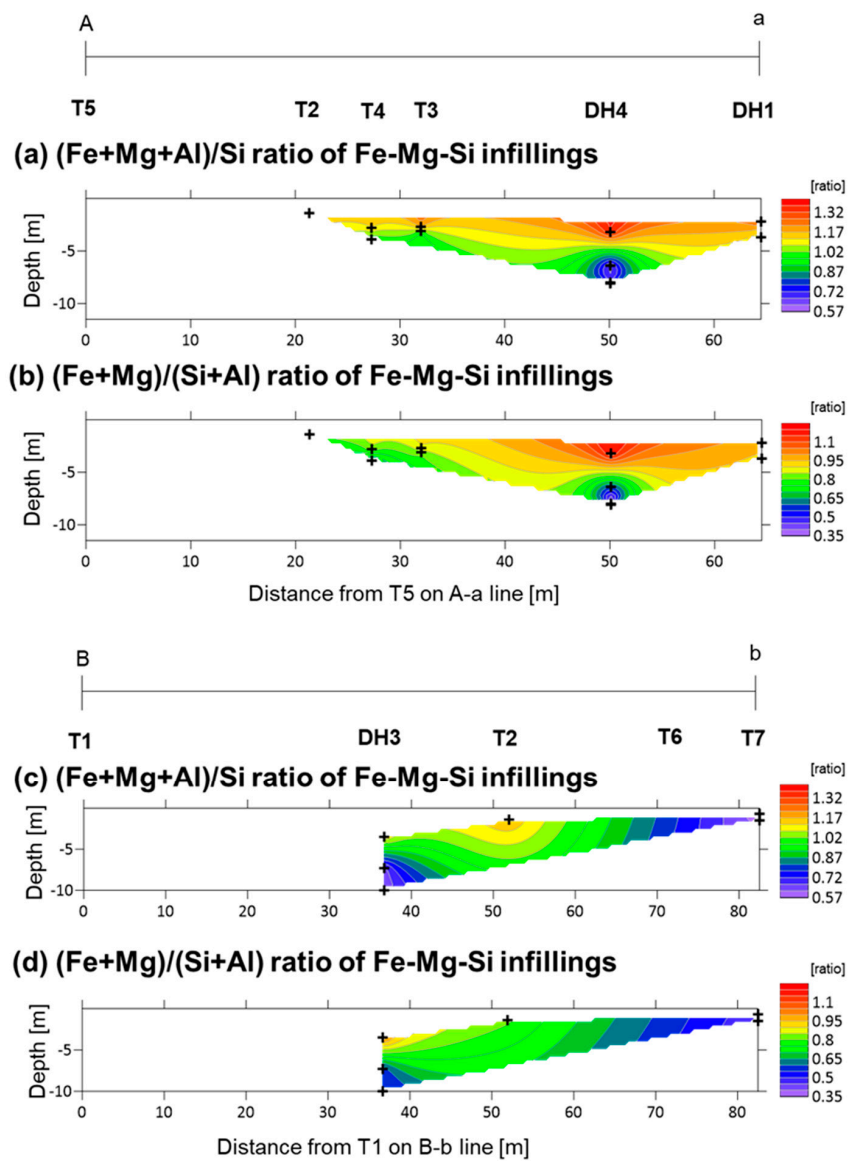 A a
T5 T2 T4 T3 DH4 DH1
(a) (Fe+Mg+Al)/Si ratio of Fe-Mg-Si infillings
[ratio]
1.32
1.17
1.02
0.87
0.72
0.57
Depth [m]
-5
-10
0 10 20 30 40 50 60
(b) (Fe+Mg)/(Si+Al) ratio of Fe-Mg-Si infillings
[ratio]
1.1
0.95
0.8
0.65
0.5
0.35
Depth [m]
-5
-10
0 10 20 30 40 50 60
Distance from T5 on A-a line [m]
B b
T1 DH3 T2 T6 T7
(c) (Fe+Mg+Al)/Si ratio of Fe-Mg-Si infillings
[ratio]
1.32
1.17
1.02
0.87
0.72
0.57
Depth [m]
0
-5
-10
0 10 20 30 40 50 60 70 80
(d) (Fe+Mg)/(Si+Al) ratio of Fe-Mg-Si infillings
[ratio]
1.1
0.95
0.8
0.65
0.5
0.35
Depth [m]
0
-5
-10
0 10 20 30 40 50 60 70 80
Distance from T1 on B-b line [m]